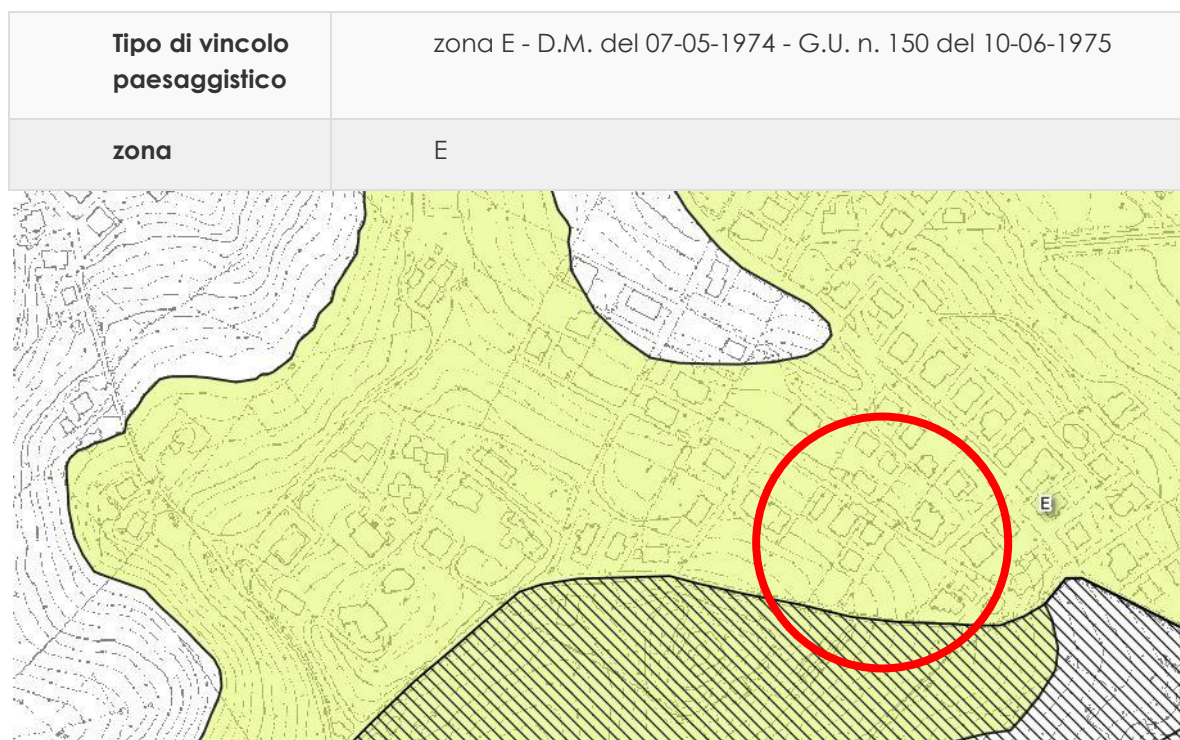 Tipo di vincolo
paesaggistico
zona E - D.M. del 07-05-1974 - G.U. n. 150 del 10-06-1975
zona
E
E